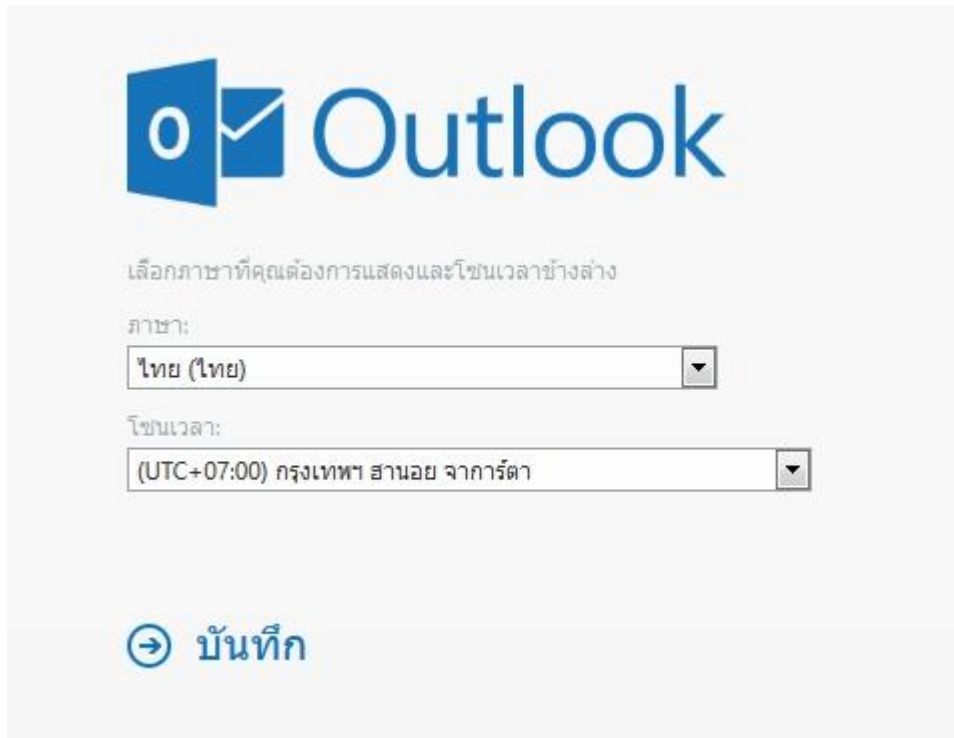 Outlook
เลือกภาษาที่คุณต้องการแสดงและโซนเวลาข้างล่าง
ภาษา:
ไทย (ไทย)
โซนเวลา:
(UTC+07:00) กรุงเทพฯ ฮานอย จาการ์ตา
บันทึก